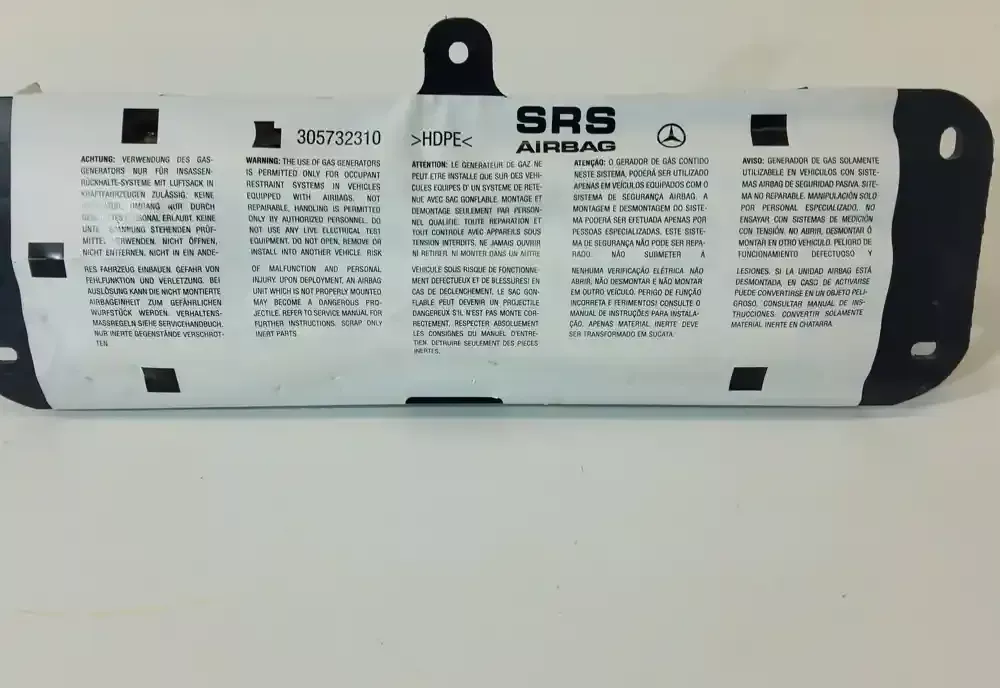 305732310
>HDPE<
SRS
AIRBAG
ACHTUNG: VERWENDUNG DES GAS-
GENERATORS NUR FÜR INSASSEN-
RÜCKHALTE-SYSTEME MIT LUFTSACK IN
KRAFTFAHRZEUGEN ZULÄSSIG. KEINE
UMGANG NUR DURCH
ERLAUBT. KEINE
UNTER SPANNUNG STEHENDEN PRÜF-
MITTEL VERWENDEN. NICHT ÖFFNEN,
NICHT ENTFERNEN. NICHT IN EIN ANDE-
RES FAHRZEUG EINBAUEN. GEFAHR VON
FEHLFUNKTION UND VERLETZUNG. BEI
AUSLÖSUNG KANN DIE NICHT MONTIERTE
AIRBAGEINHEIT ZUM GEFÄHRLICHEN
WURFSTÜCK WERDEN. VERHALTENS-
MASSREGELN SIEHE SERVICEHANDBUCH.
NUR INERTE GEGENSTÄNDE VERSCHROT-
TEN.
WARNING: THE USE OF GAS GENERATORS
IS PERMITTED ONLY FOR OCCUPANT
RESTRAINT SYSTEMS IN VEHICLES
EQUIPPED WITH AIRBAGS. NOT
REPARABLE, HANDLING IS PERMITTED
ONLY BY AUTHORIZED PERSONNEL. DO
NOT USE ANY LIVE ELECTRICAL TEST
EQUIPMENT. DO NOT OPEN, REMOVE OR
INSTALL INTO ANOTHER VEHICLE. RISK
OF MALFUNCTION AND PERSONAL
INJURY. UPON DEPLOYMENT, AN AIRBAG
UNIT WHICH IS NOT PROPERLY MOUNTED
MAY BECOME A DANGEROUS PRO-
JECTILE. REFER TO SERVICE MANUAL FOR
FURTHER INSTRUCTIONS. SCRAP ONLY
INERT PARTS.
ATTENTION: LE GENERATEUR DE GAZ NE
PEUT ETRE INSTALLE QUE SUR DES VEHI-
CULES EQUIPES D' UN SYSTEME DE RETE-
NUE AVEC SAC GONFLABLE. MONTAGE ET
DEMONTAGE SEULEMENT PAR PERSON-
NEL QUALIFIE. TOUTE REPARATION ET
TOUT CONTROLE AVEC APPAREILS SOUS
TENSION INTERDITS. NE JAMAIS OUVRIR
NI RETIRER. NI MONTER DANS UN AUTRE
VEHICULE SOUS RISQUE DE FONCTIONNE-
MENT DEFECTUEUX ET DE BLESSURES! EN
CAS DE DECLENCHEMENT, LE SAC GON-
FLABLE PEUT DEVENIR UN PROJECTILE
DANGEREUX S'IL N'EST PAS MONTE COR-
RECTEMENT. RESPECTER ABSOLUEMENT
LES CONSIGNES DU MANUEL D'ENTRE-
TIEN. DETRUIRE SEULEMENT DES PIECES
INERTES.
ATENÇÃO: O GERADOR DE GÁS CONTIDO
NESTE SISTEMA, PODERÁ SER UTILIZADO
APENAS EM VEÍCULOS EQUIPADOS COM O
SISTEMA DE SEGURANÇA AIRBAG. A
MONTAGEM E DESMONTAGEM DO SISTE-
MA PODERÁ SER EFETUADA APENAS POR
PESSOAS ESPECIALIZADAS. ESTE SISTE-
MA DE SEGURANÇA NÃO PODE SER REPA-
RADO. NÃO SUBMETER A
NENHUMA VERIFICAÇÃO ELÉTRICA. NÃO
ABRIR, NÃO DESMONTAR E NÃO MONTAR
EM OUTRO VEÍCULO. PERIGO DE FUNÇÃO
INCORRETA E FERIMENTOS! CONSULTE O
MANUAL DE INSTRUÇÕES PARA INSTALA-
ÇÃO. APENAS MATERIAL INERTE DEVE
SER TRANSFORMADO EM SUCATA.
AVISO: GENERADOR DE GAS SOLAMENTE
UTILIZABELE EN VEHICULOS CON SISTE-
MAS AIRBAG DE SEGURIDAD PASIVA. SITE-
MA NO REPARABLE. MANIPULACIÓN SOLO
POR PERSONAL ESPECIALIZADO. NO
ENSAYAR CON SISTEMAS DE MEDICIÓN
CON TENSIÓN. NO ABRIR, DESMONTAR Ó
MONTAR EN OTRO VEHICULO. PELIGRO DE
FUNCIONAMIENTO DEFECTUOSO Y
LESIONES. SI LA UNIDAD AIRBAG ESTÁ
DESMONTADA, EN CASO DE ACTIVARSE
PUEDE CONVERTIRSE EN UN OBJETO PELI-
GROSO. CONSULTAR MANUAL DE INS-
TRUCCIONES. CONVERTIR SOLAMENTE
MATERIAL INERTE EN CHATARRA.